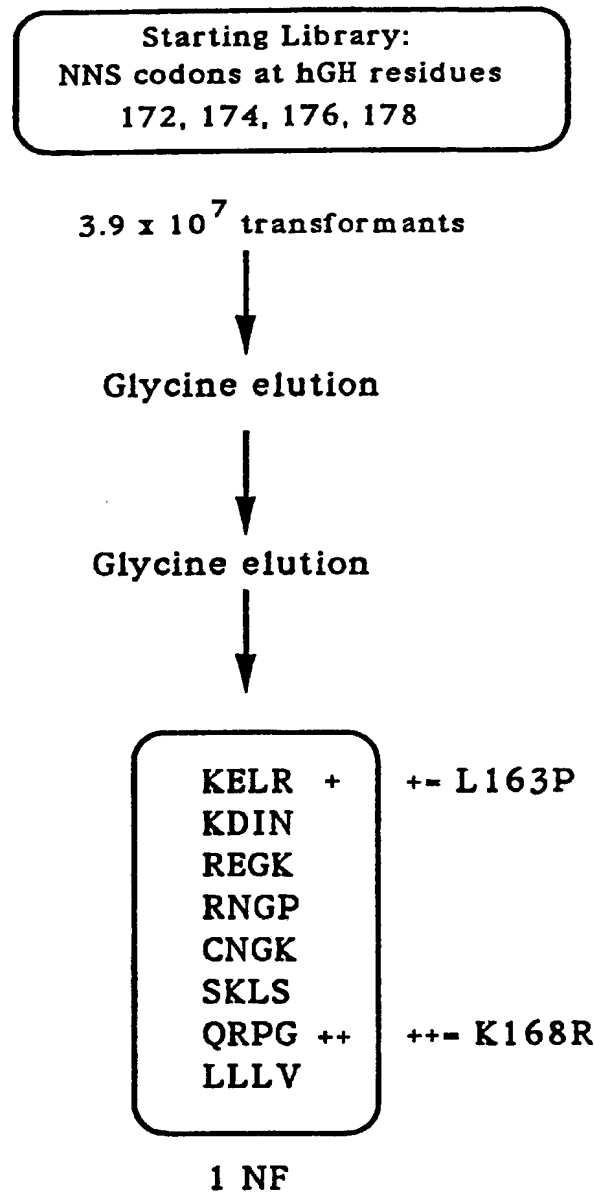 Starting Library:
NNS codons at hGH residues
172, 174, 176, 178
3.9 x 10^7 transformants
Glycine elution
Glycine elution
KELR + += L163P
KDIN
REGK
RNGP
CNGK
SKLS
QRPG ++ ++= K168R
LLLV
1 NF